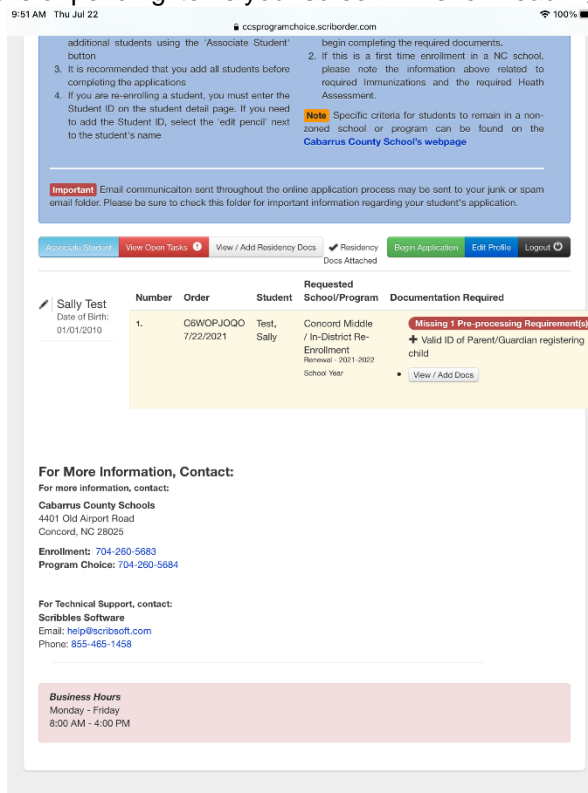 9:51 AM Thu Jul 22
100%
ccsprogramchoice.scriborder.com
additional students using the 'Associate Student'
button
3. It is recommended that you add all students before
completing the applications
4. If you are re-enrolling a student, you must enter the
Student ID on the student detail page. If you need
to add the Student ID, select the 'edit pencil' next
to the student's name
begin completing the required documents.
2. If this is a first time enrollment in a NC school,
please note the information above related to
required Immunizations and the required Heath
Assessment.
Note Specific criteria for students to remain in a non-
zoned school or program can be found on the
Cabarrus County School's webpage
Important Email communicaiton sent throughout the online application process may be sent to your junk or spam
email folder. Please be sure to check this folder for important information regarding your student's application.
Associate Student
View Open Tasks
View / Add Residency Docs
Residency
Docs Attached
Begin Application
Edit Profile
Logout
Sally Test
Date of Birth:
01/01/2010
Number Order Student Requested
School/Program Documentation Required
1.
C6WOPJOQO
7/22/2021
Test,
Sally
Concord Middle
/ In-District Re-
Enrollment
Renewal - 2021-2022
School Year
Missing 1 Pre-processing Requirement(s)
Valid ID of Parent/Guardian registering
child
View / Add Docs
For More Information, Contact:
For more information, contact:
Cabarrus County Schools
4401 Old Airport Road
Concord, NC 28025
Enrollment: 704-260-5683
Program Choice: 704-260-5684
For Technical Support, contact:
Scribbles Software
Email: help@scribsoft.com
Phone: 855-465-1458
Business Hours
Monday - Friday
8:00 AM - 4:00 PM